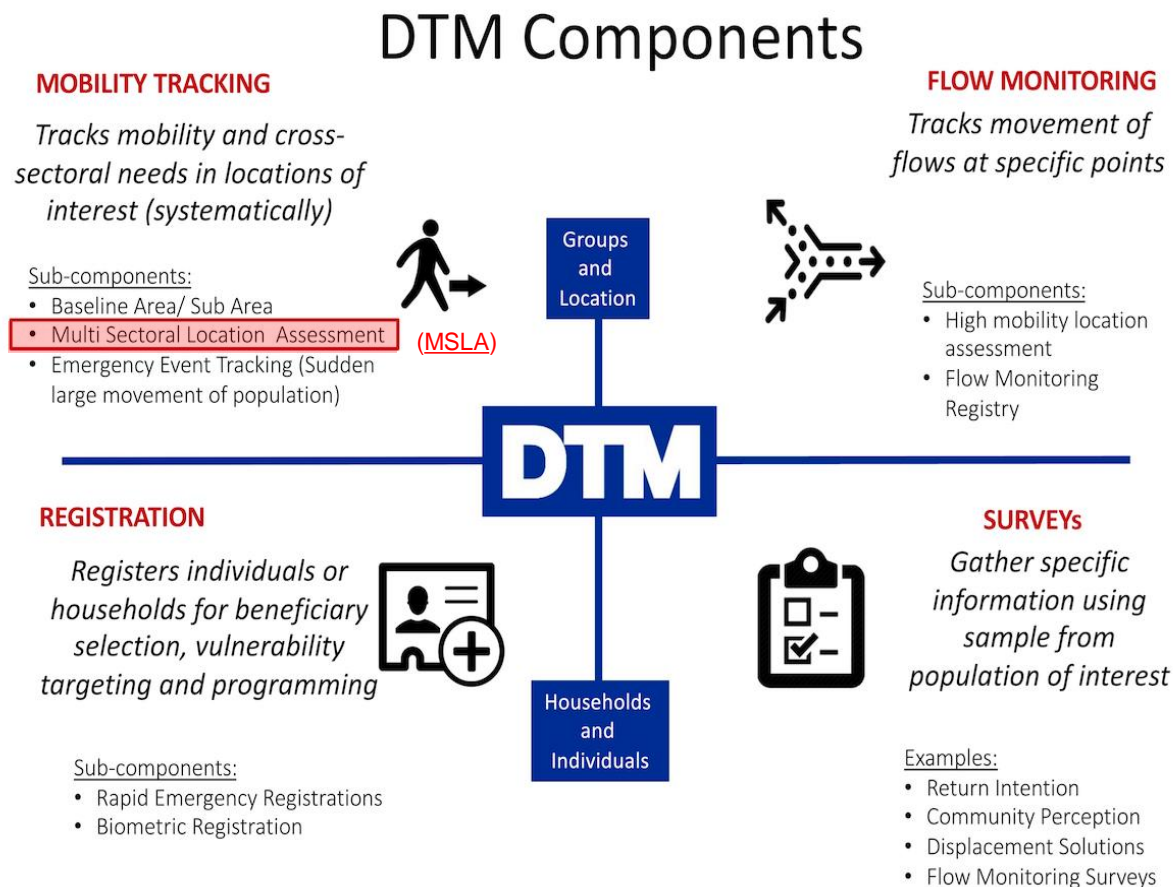 DTM Components
MOBILITY TRACKING
Tracks mobility and cross-
sectoral needs in locations of
interest (systematically)
Sub-components:
• Baseline Area/ Sub Area
• Multi Sectoral Location Assessment
(MSLA)
• Emergency Event Tracking (Sudden
large movement of population)
Groups
and
Location
FLOW MONITORING
Tracks movement of
flows at specific points
Sub-components:
• High mobility location
assessment
• Flow Monitoring
Registry
DTM
REGISTRATION
Registers individuals or
households for beneficiary
selection, vulnerability
targeting and programming
Sub-components:
• Rapid Emergency Registrations
• Biometric Registration
Households
and
Individuals
SURVEYs
Gather specific
information using
sample from
population of interest
Examples:
• Return Intention
• Community Perception
• Displacement Solutions
• Flow Monitoring Surveys